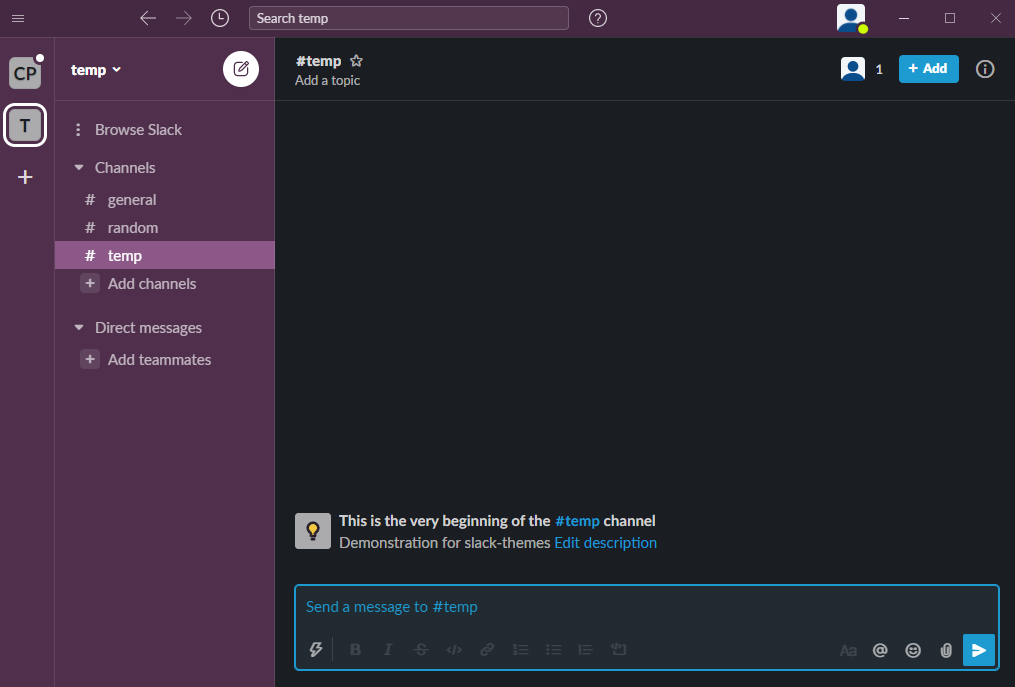 Search temp
CP
T
temp
Browse Slack
Channels
# general
# random
# temp
+ Add channels
Direct messages
+ Add teammates
#temp
Add a topic
1
+ Add
This is the very beginning of the #temp channel
Demonstration for slack-themes Edit description
Send a message to #temp
B I S </> Aa @